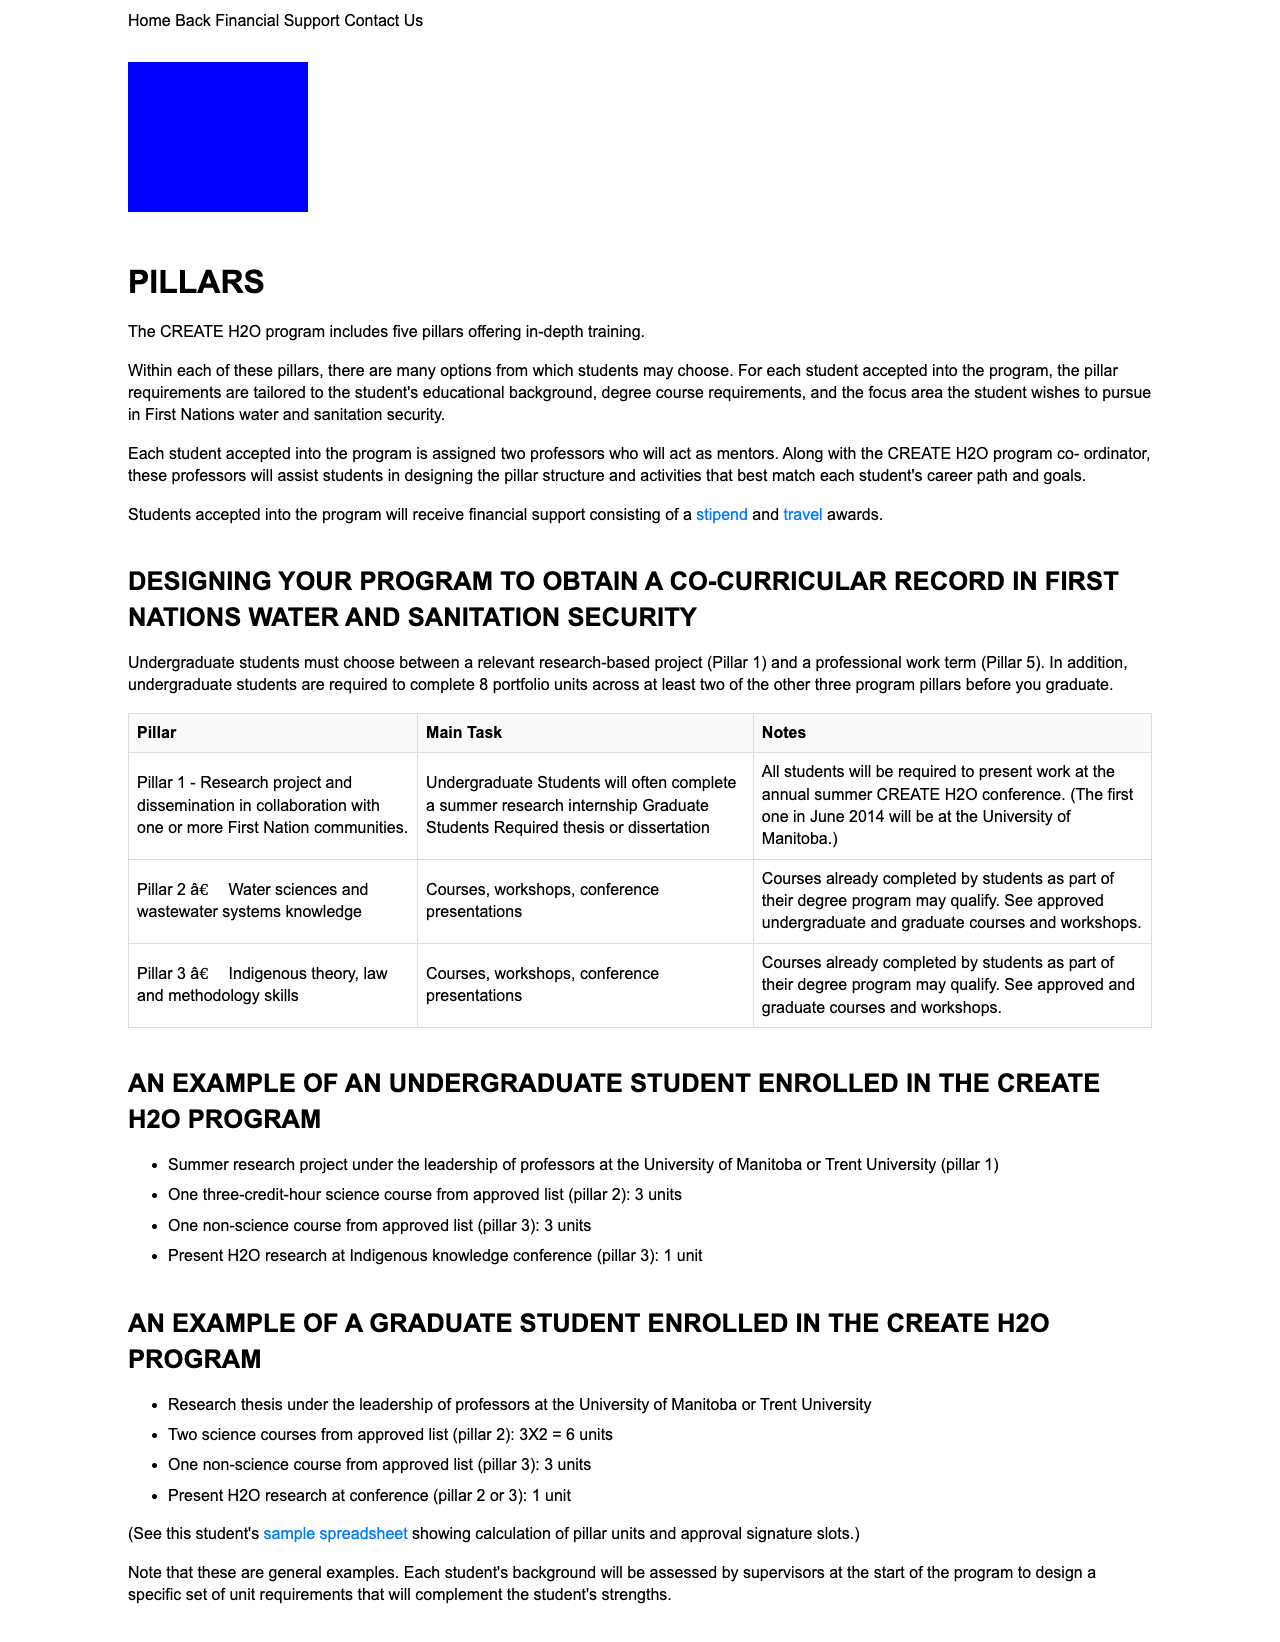 Home Back Financial Support Contact Us
PILLARS
The CREATE H2O program includes five pillars offering in-depth training.
Within each of these pillars, there are many options from which students may choose. For each student accepted into the program, the pillar
requirements are tailored to the student's educational background, degree course requirements, and the focus area the student wishes to pursue
in First Nations water and sanitation security.
Each student accepted into the program is assigned two professors who will act as mentors. Along with the CREATE H2O program co- ordinator,
these professors will assist students in designing the pillar structure and activities that best match each student's career path and goals.
Students accepted into the program will receive financial support consisting of a stipend and travel awards.
DESIGNING YOUR PROGRAM TO OBTAIN A CO-CURRICULAR RECORD IN FIRST
NATIONS WATER AND SANITATION SECURITY
Undergraduate students must choose between a relevant research-based project (Pillar 1) and a professional work term (Pillar 5). In addition,
undergraduate students are required to complete 8 portfolio units across at least two of the other three program pillars before you graduate.
Pillar Main Task Notes
Pillar 1 - Research project and
dissemination in collaboration with
one or more First Nation communities.
Undergraduate Students will often complete
a summer research internship Graduate
Students Required thesis or dissertation
All students will be required to present work at the
annual summer CREATE H2O conference. (The first
one in June 2014 will be at the University of
Manitoba.)
Pillar 2 â€ Water sciences and
wastewater systems knowledge
Courses, workshops, conference
presentations
Courses already completed by students as part of
their degree program may qualify. See approved
undergraduate and graduate courses and workshops.
Pillar 3 â€ Indigenous theory, law
and methodology skills
Courses, workshops, conference
presentations
Courses already completed by students as part of
their degree program may qualify. See approved and
graduate courses and workshops.
AN EXAMPLE OF AN UNDERGRADUATE STUDENT ENROLLED IN THE CREATE
H2O PROGRAM
• Summer research project under the leadership of professors at the University of Manitoba or Trent University (pillar 1)
• One three-credit-hour science course from approved list (pillar 2): 3 units
• One non-science course from approved list (pillar 3): 3 units
• Present H2O research at Indigenous knowledge conference (pillar 3): 1 unit
AN EXAMPLE OF A GRADUATE STUDENT ENROLLED IN THE CREATE H2O
PROGRAM
• Research thesis under the leadership of professors at the University of Manitoba or Trent University
• Two science courses from approved list (pillar 2): 3X2 = 6 units
• One non-science course from approved list (pillar 3): 3 units
• Present H2O research at conference (pillar 2 or 3): 1 unit
(See this student's sample spreadsheet showing calculation of pillar units and approval signature slots.)
Note that these are general examples. Each student's background will be assessed by supervisors at the start of the program to design a
specific set of unit requirements that will complement the student's strengths.